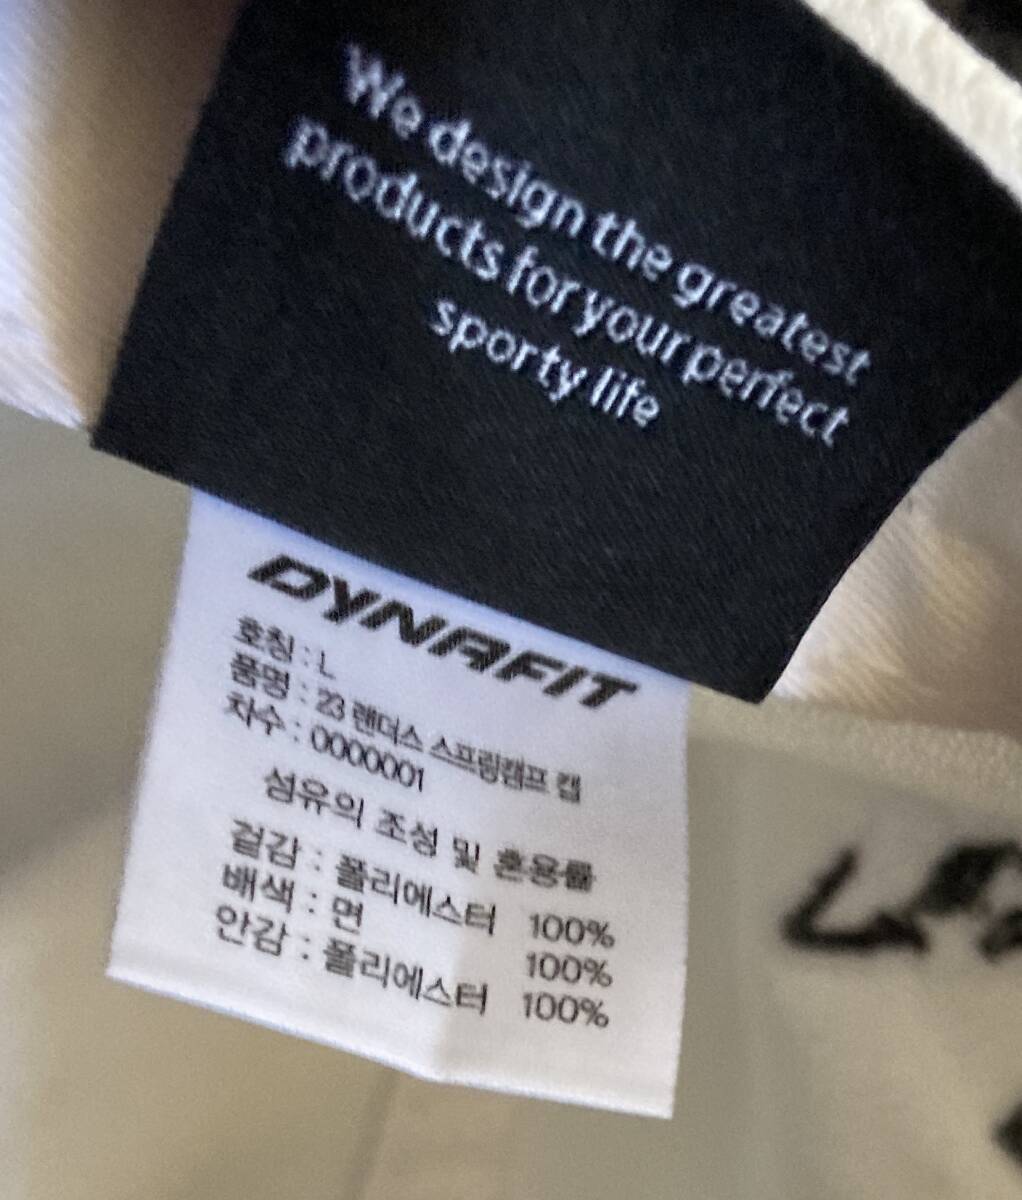 We design the greatest
products for your perfect
sporty life
DYNAFIT
호칭 : L
품명 : 23 랜더스 스프링캠프 캡
차수 : 0000001
섬유의 조성 및 혼용률
겉감 : 폴리에스터 100%
배색 : 면 100%
안감 : 폴리에스터 100%